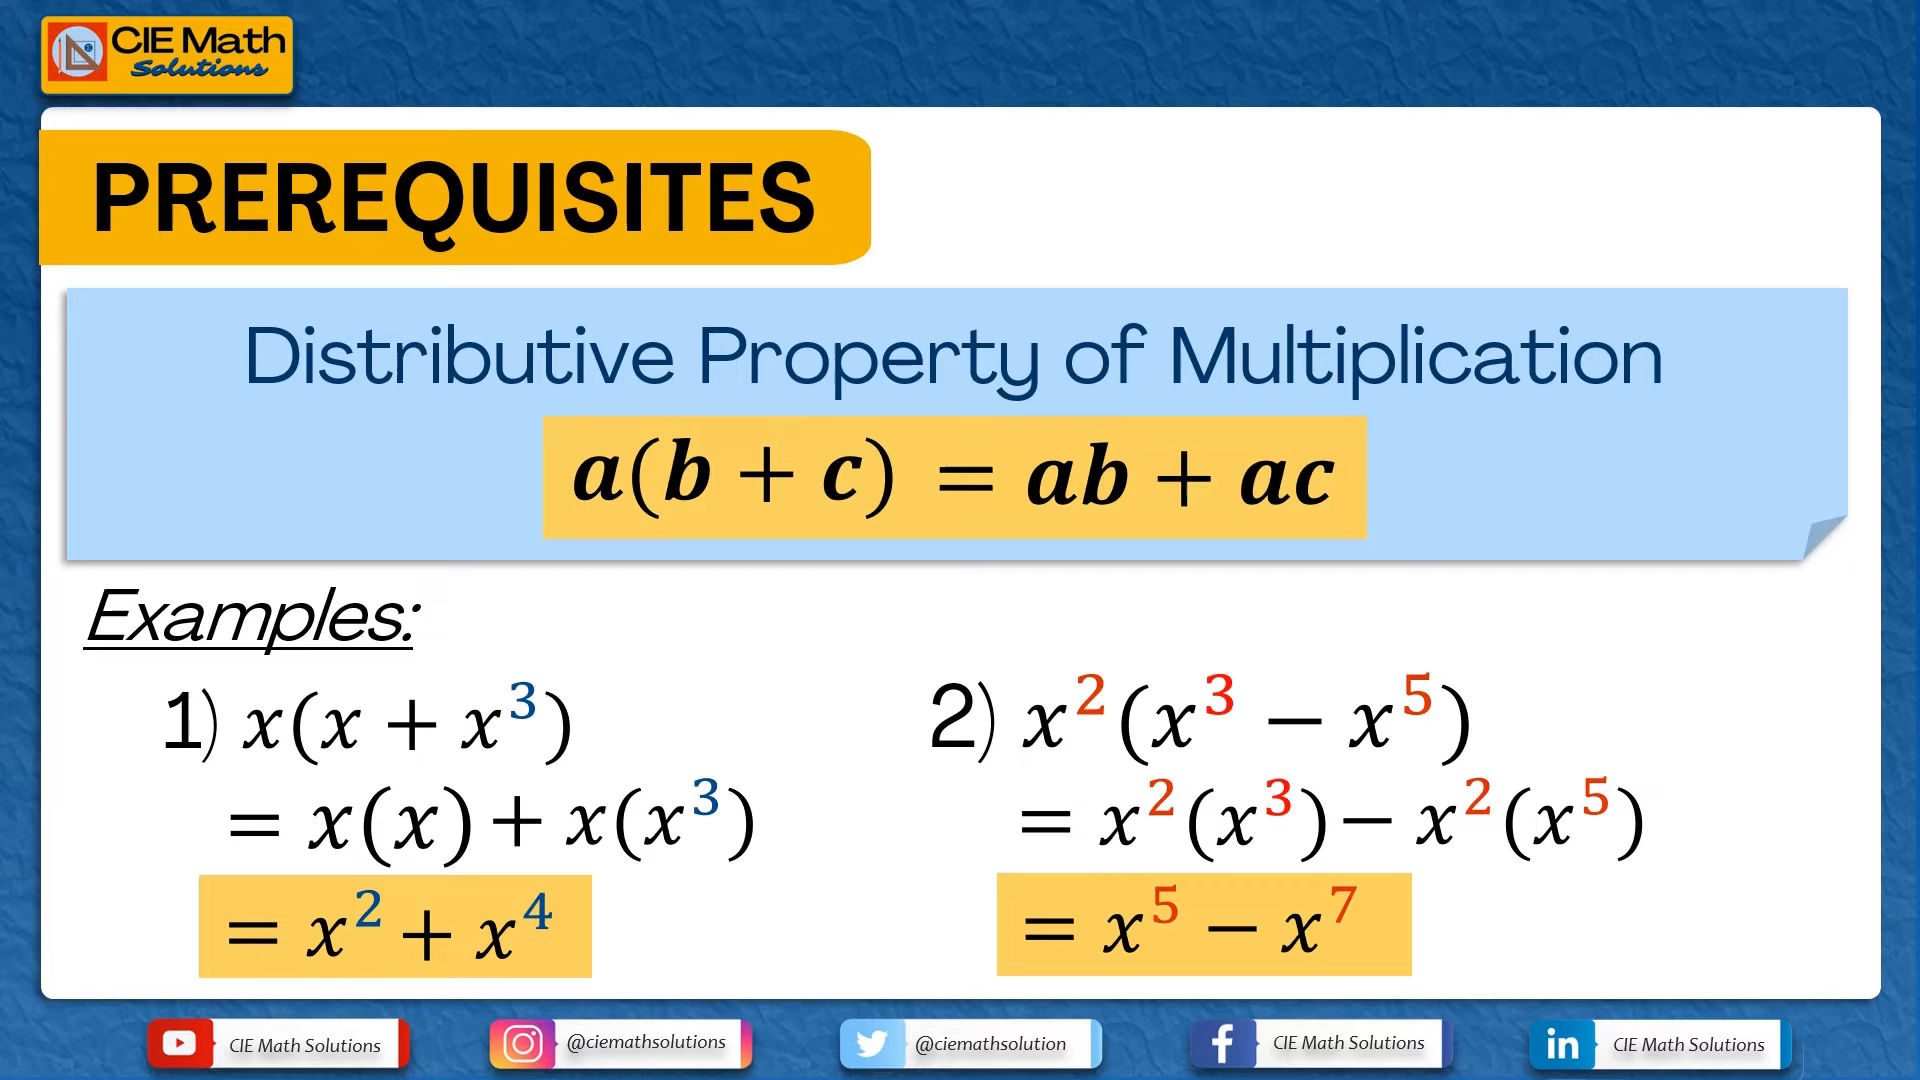 CIE Math
Solutions
PREREQUISITES
Distributive Property of Multiplication
a(b + c) = ab + ac
Examples:
1) x(x + x³)
= x(x) + x(x³)
= x² + x⁴
2) x²(x³ − x⁵)
= x²(x³) − x²(x⁵)
= x⁵ − x⁷
CIE Math Solutions
@ciemathsolutions
@ciemathsolution
CIE Math Solutions
CIE Math Solutions